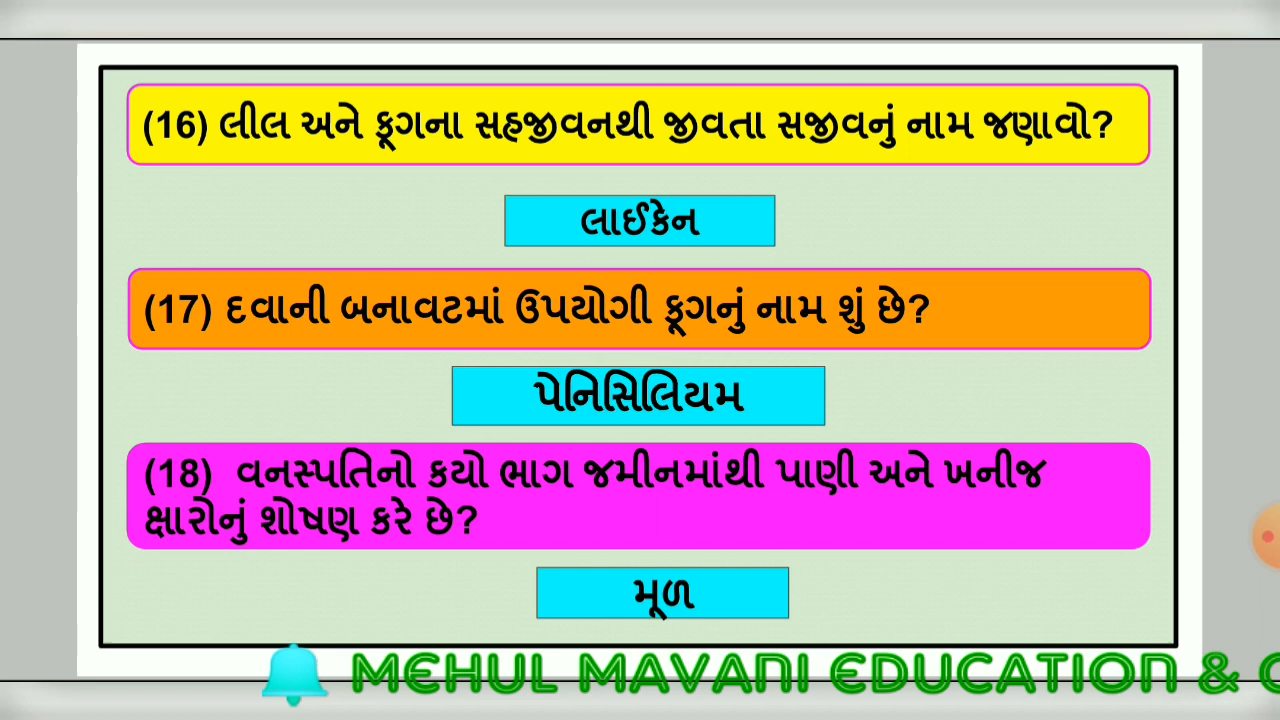 (16) લીલ અને ફૂગના સહજીવનથી જીવતા સજીવનું નામ જણાવો?
લાઈકેન
(17) દવાની બનાવટમાં ઉપયોગી ફૂગનું નામ શું છે?
પેનિસિલિયમ
(18) વનસ્પતિનો કયો ભાગ જમીનમાંથી પાણી અને ખનીજ
ક્ષારોનું શોષણ કરે છે?
મૂળ
MEHUL MAVANI EDUCATION &